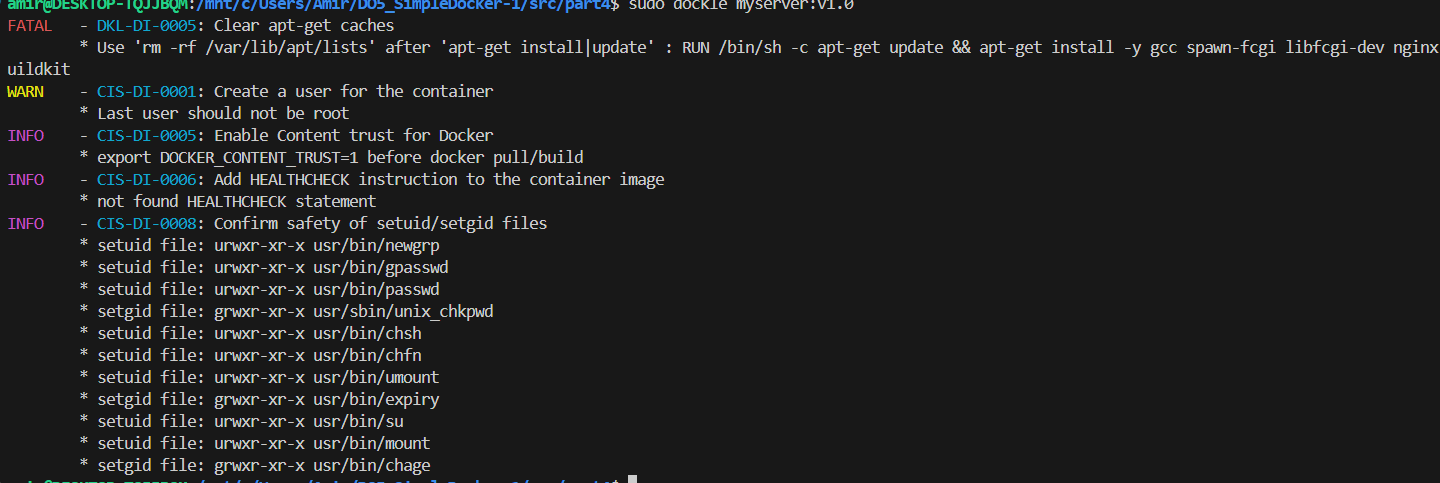 amir@DESKTOP-TQJJBQM:/mnt/c/Users/Amir/DO5_SimpleDocker-1/src/part4$ sudo dockle myserver:v1.0
FATAL - DKL-DI-0005: Clear apt-get caches
* Use 'rm -rf /var/lib/apt/lists' after 'apt-get install|update' : RUN /bin/sh -c apt-get update && apt-get install -y gcc spawn-fcgi libfcgi-dev nginx
uildkit
WARN - CIS-DI-0001: Create a user for the container
* Last user should not be root
INFO - CIS-DI-0005: Enable Content trust for Docker
* export DOCKER_CONTENT_TRUST=1 before docker pull/build
INFO - CIS-DI-0006: Add HEALTHCHECK instruction to the container image
* not found HEALTHCHECK statement
INFO - CIS-DI-0008: Confirm safety of setuid/setgid files
* setuid file: urwxr-xr-x usr/bin/newgrp
* setuid file: urwxr-xr-x usr/bin/gpasswd
* setuid file: urwxr-xr-x usr/bin/passwd
* setgid file: grwxr-xr-x usr/sbin/unix_chkpwd
* setuid file: urwxr-xr-x usr/bin/chsh
* setuid file: urwxr-xr-x usr/bin/chfn
* setuid file: urwxr-xr-x usr/bin/umount
* setgid file: grwxr-xr-x usr/bin/expiry
* setuid file: urwxr-xr-x usr/bin/su
* setuid file: urwxr-xr-x usr/bin/mount
* setgid file: grwxr-xr-x usr/bin/chage